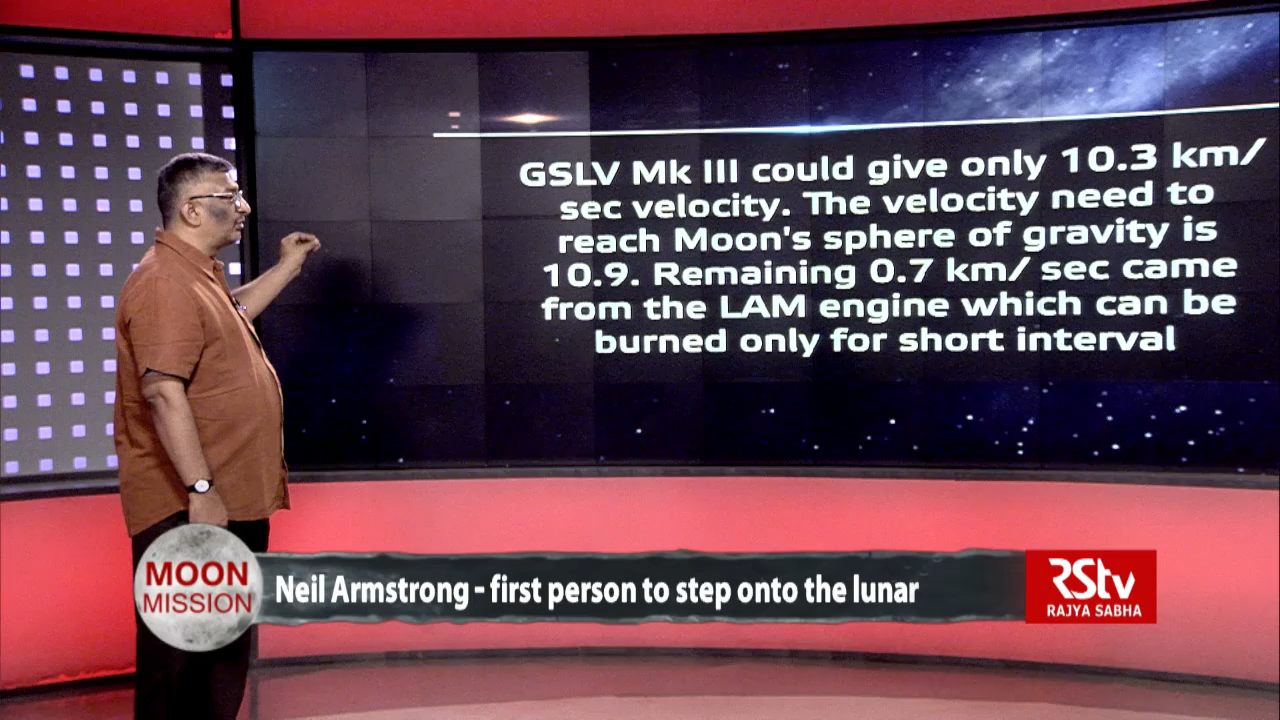 GSLV Mk III could give only 10.3 km/
sec velocity. The velocity need to
reach Moon's sphere of gravity is
10.9. Remaining 0.7 km/ sec came
from the LAM engine which can be
burned only for short interval
MOON
MISSION
Neil Armstrong - first person to step onto the lunar
RStv
RAJYA SABHA